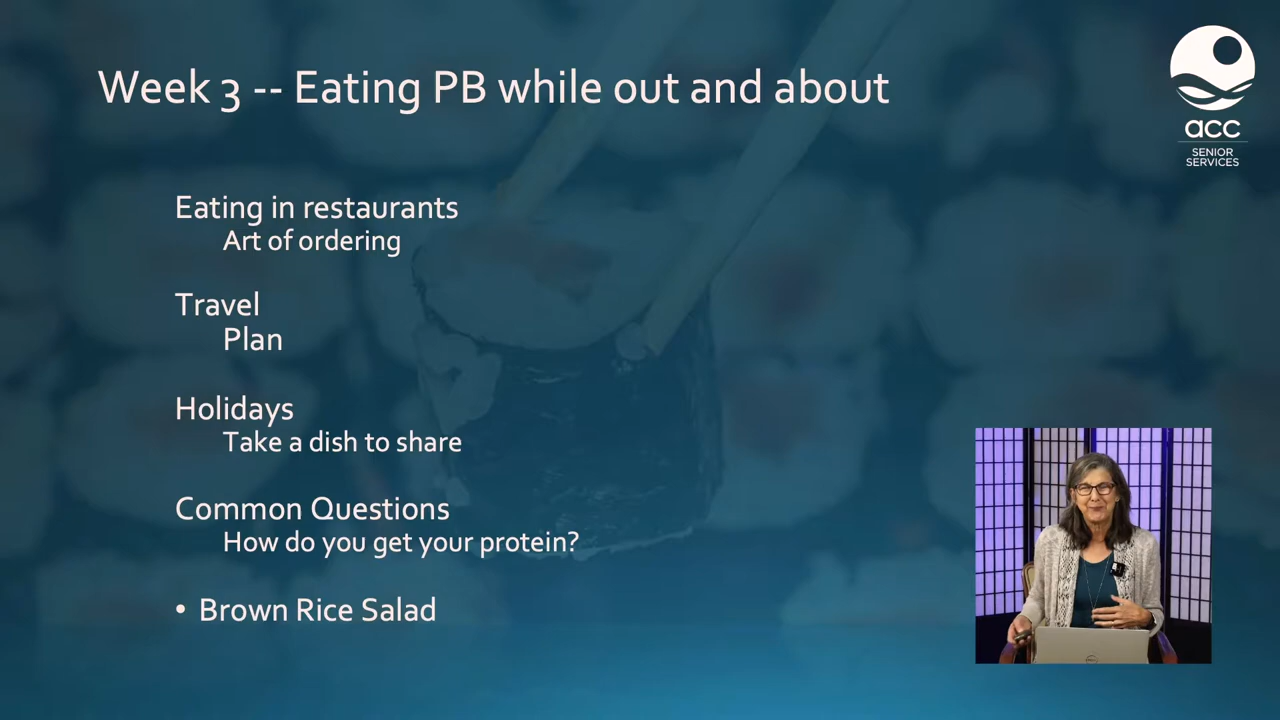 Week 3 -- Eating PB while out and about
acc
SENIOR
SERVICES
Eating in restaurants
Art of ordering
Travel
Plan
Holidays
Take a dish to share
Common Questions
How do you get your protein?
• Brown Rice Salad